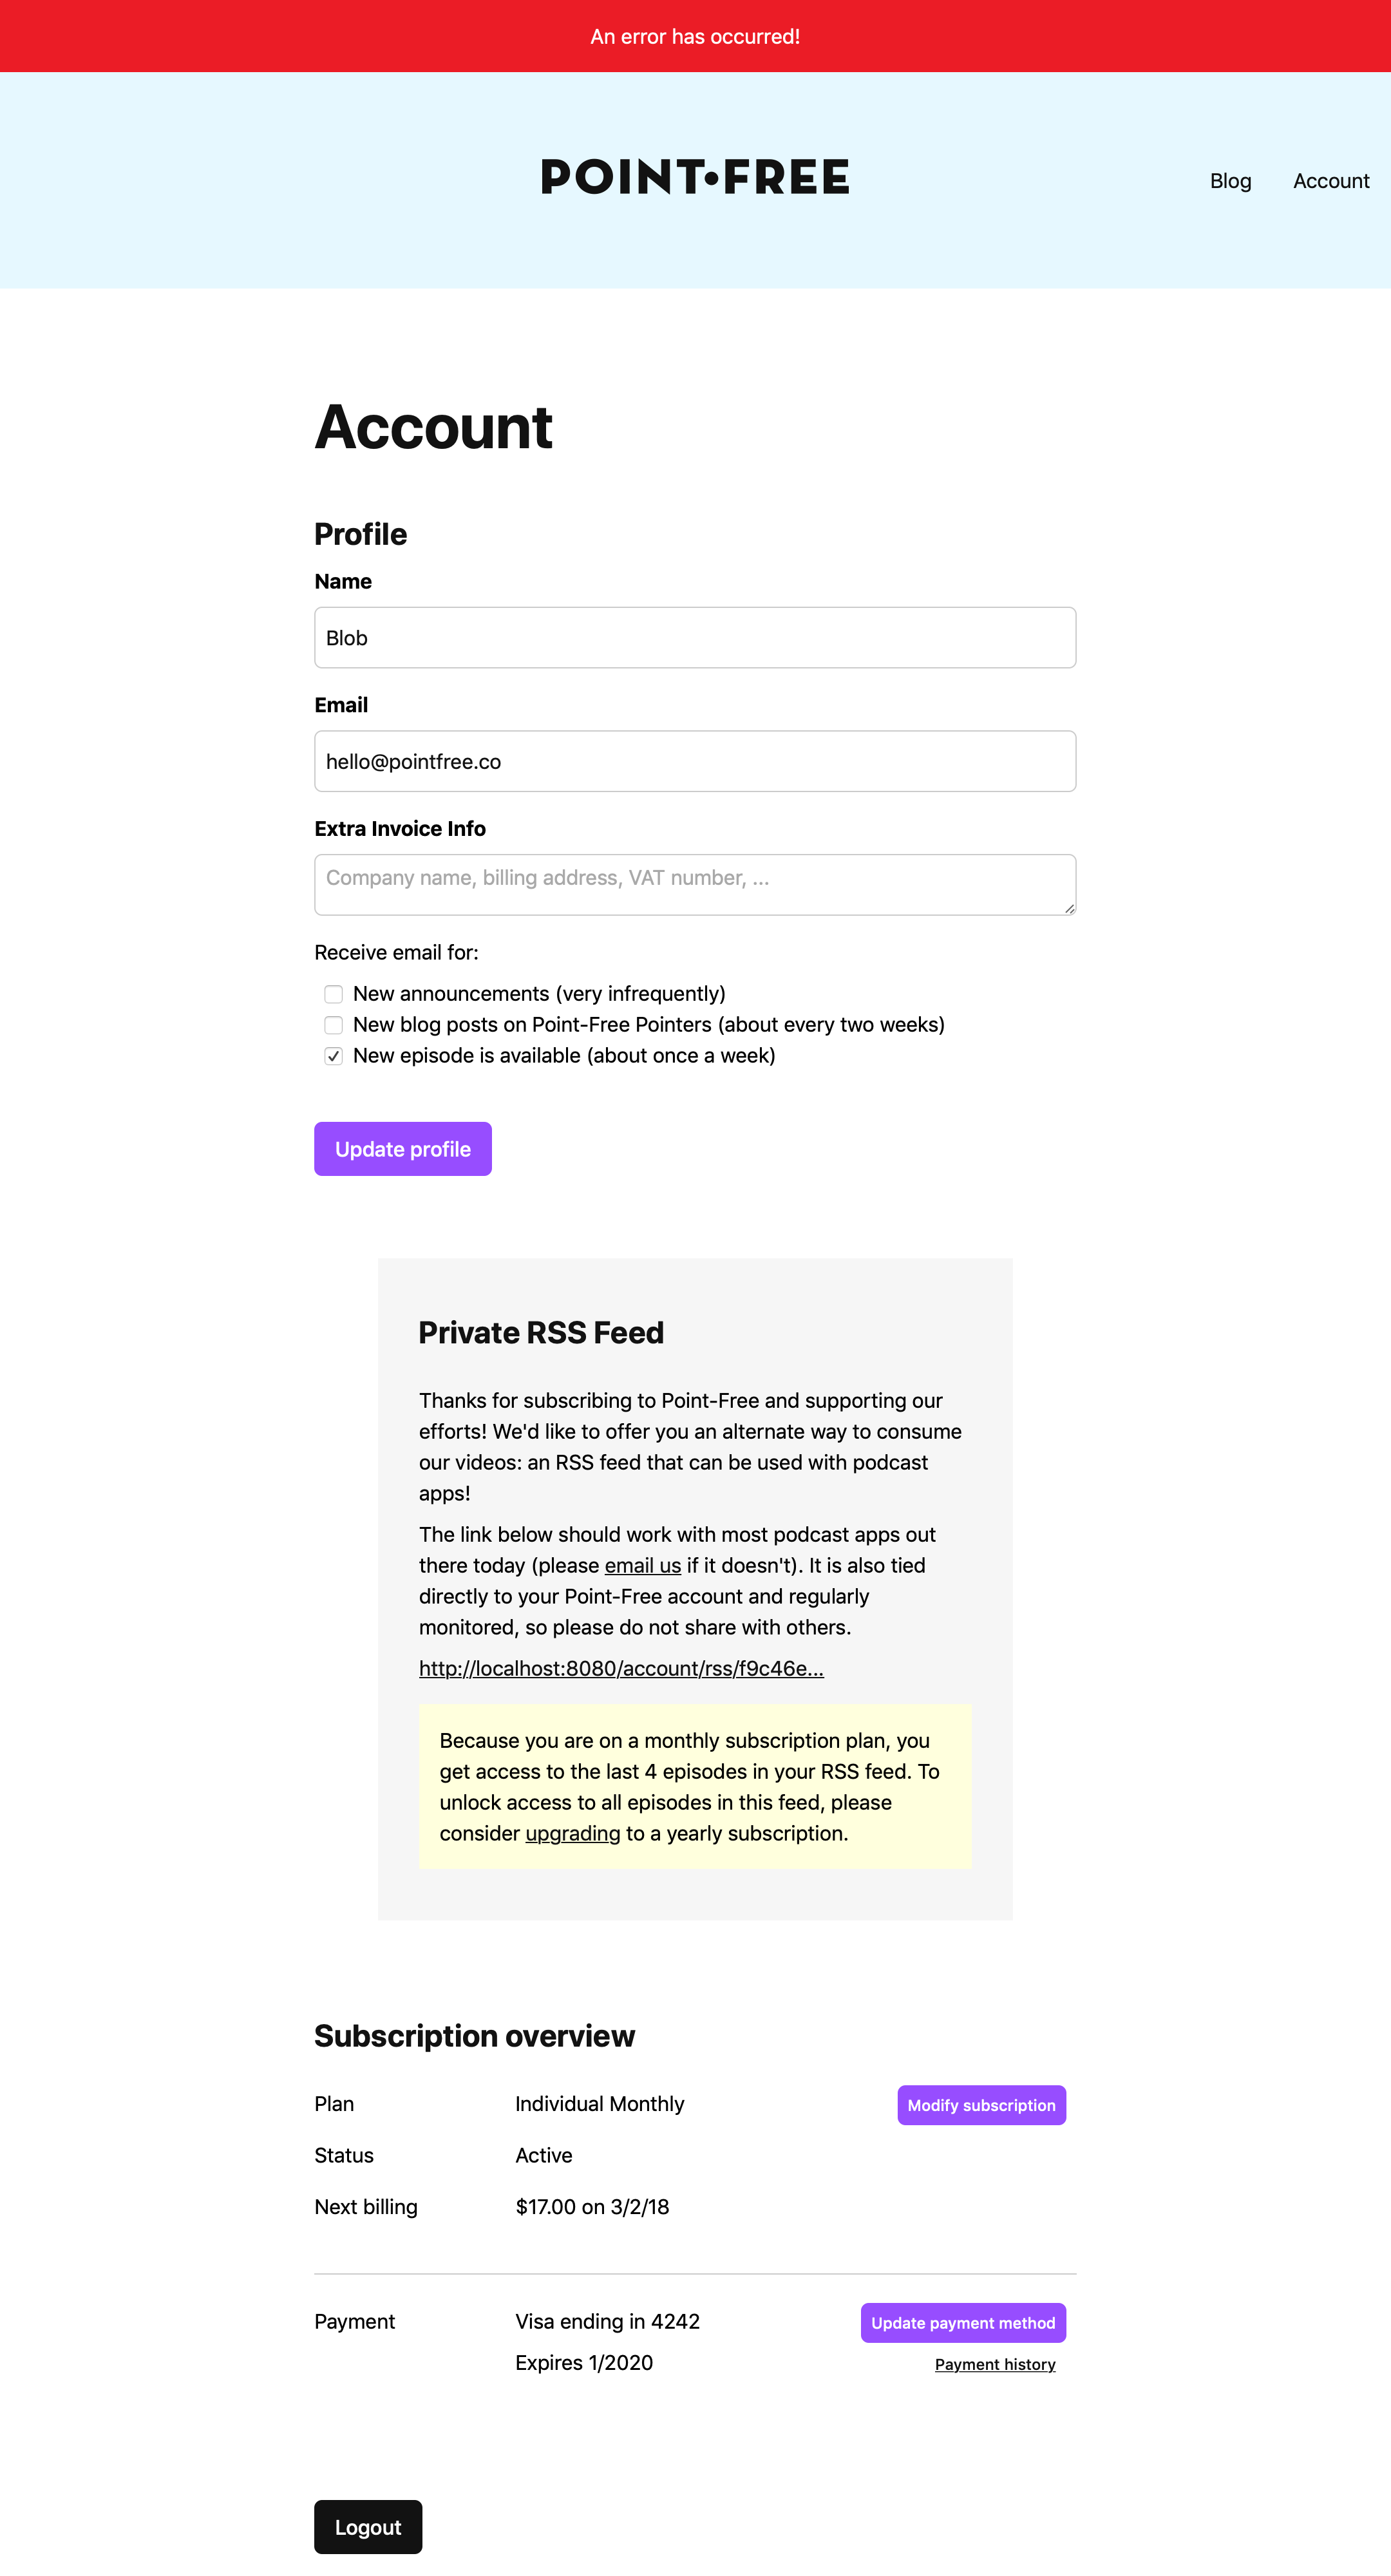 An error has occurred!
POINT•FREE
Blog
Account
Account
Profile
Name
Blob
Email
hello@pointfree.co
Extra Invoice Info
Company name, billing address, VAT number, ...
Receive email for:
New announcements (very infrequently)
New blog posts on Point-Free Pointers (about every two weeks)
New episode is available (about once a week)
Update profile
Private RSS Feed
Thanks for subscribing to Point-Free and supporting our
efforts! We'd like to offer you an alternate way to consume
our videos: an RSS feed that can be used with podcast
apps!
The link below should work with most podcast apps out
there today (please email us if it doesn't). It is also tied
directly to your Point-Free account and regularly
monitored, so please do not share with others.
http://localhost:8080/account/rss/f9c46e...
Because you are on a monthly subscription plan, you
get access to the last 4 episodes in your RSS feed. To
unlock access to all episodes in this feed, please
consider upgrading to a yearly subscription.
Subscription overview
Plan
Individual Monthly
Modify subscription
Status
Active
Next billing
$17.00 on 3/2/18
Payment
Visa ending in 4242
Update payment method
Expires 1/2020
Payment history
Logout